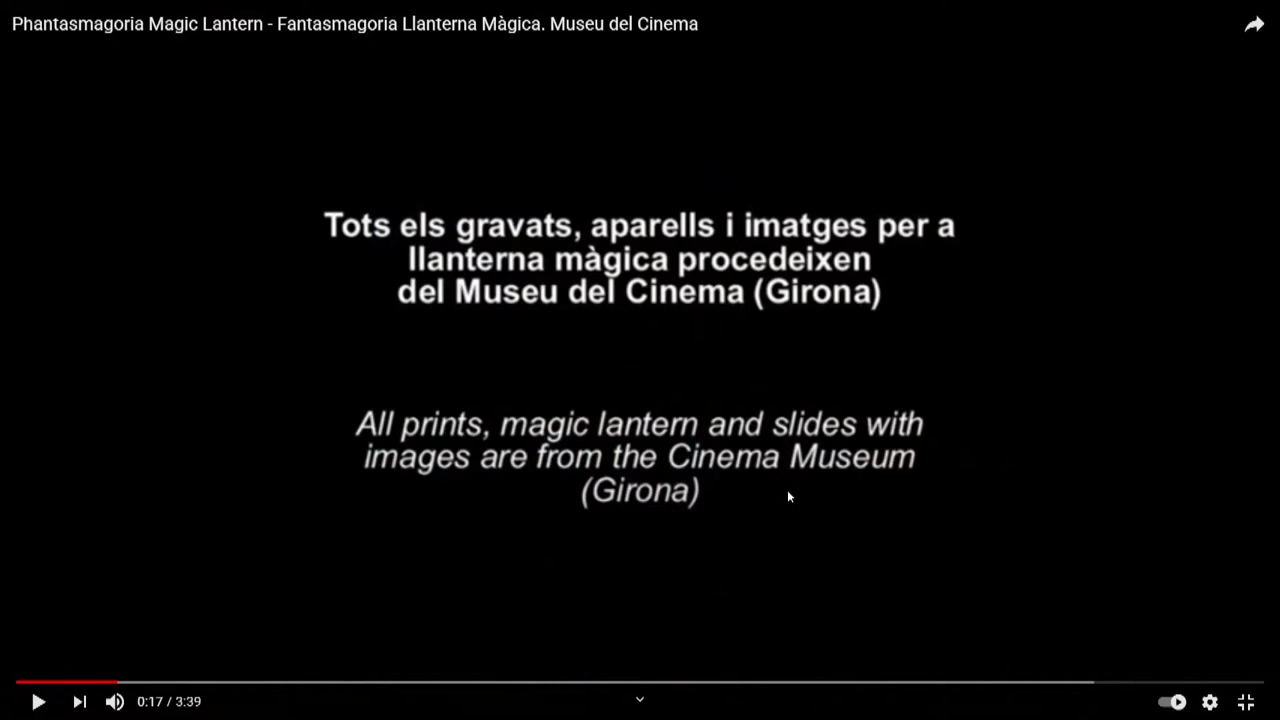 Phantasmagoria Magic Lantern - Fantasmagoria Llanterna Màgica. Museu del Cinema
Tots els gravats, aparells i imatges per a
llanterna màgica procedeixen
del Museu del Cinema (Girona)
All prints, magic lantern and slides with
images are from the Cinema Museum
(Girona)
0:17 / 3:39